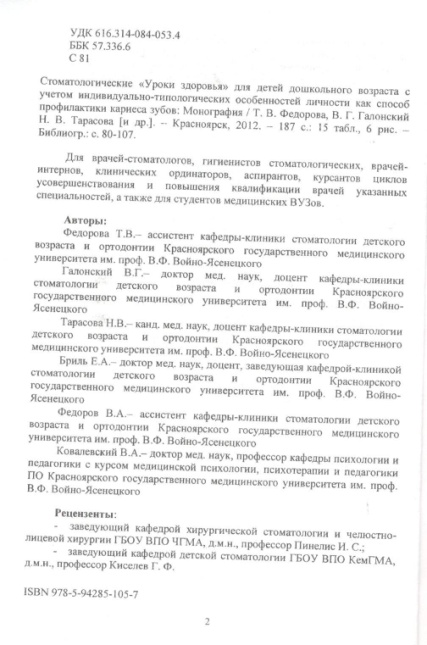 УДК 616.314-084-053.4
ББК 57.336.6
С 81
Стоматологические «Уроки здоровья» для детей дошкольного возраста с
учетом индивидуально-типологических особенностей личности как способ
профилактики кариеса зубов: Монография / Т. В. Федорова, В. Г. Галонский
Н. В. Тарасова [и др.]. – Красноярск, 2012. – 187 с.: 15 табл., 6 рис. –
Библиогр.: с. 80-107.
Для врачей-стоматологов, гигиенистов стоматологических, врачей-
интернов, клинических ординаторов, аспирантов, курсантов циклов
усовершенствования и повышения квалификации врачей указанных
специальностей, а также для студентов медицинских ВУЗов.
Авторы:
Федорова Т.В.– ассистент кафедры-клиники стоматологии детского
возраста и ортодонтии Красноярского государственного медицинского
университета им. проф. В.Ф. Войно-Ясенецкого
Галонский В.Г.– доктор мед. наук, доцент кафедры-клиники
стоматологии детского возраста и ортодонтии Красноярского
государственного медицинского университета им. проф. В.Ф. Войно-
Ясенецкого
Тарасова Н.В.– канд. мед. наук, доцент кафедры-клиники стоматологии
детского возраста и ортодонтии Красноярского государственного
медицинского университета им. проф. В.Ф. Войно-Ясенецкого
Бриль Е.А.– доктор мед. наук, доцент, заведующая кафедрой-клиникой
стоматологии детского возраста и ортодонтии Красноярского
государственного медицинского университета им. проф. В.Ф. Войно-
Ясенецкого
Федоров В.А.– ассистент кафедры-клиники стоматологии детского
возраста и ортодонтии Красноярского государственного медицинского
университета им. проф. В.Ф. Войно-Ясенецкого
Ковалевский В.А.– доктор мед. наук, профессор кафедры психологии и
педагогики с курсом медицинской психологии, психотерапии и педагогики
ПО Красноярского государственного медицинского университета им. проф.
В.Ф. Войно-Ясенецкого
Рецензенты:
- заведующий кафедрой хирургической стоматологии и челюстно-
лицевой хирургии ГБОУ ВПО ЧГМА, д.м.н., профессор Пинелис И. С.;
- заведующий кафедрой детской стоматологии ГБОУ ВПО КемГМА,
д.м.н., профессор Киселев Г. Ф.
ISBN 978-5-94285-105-7
2